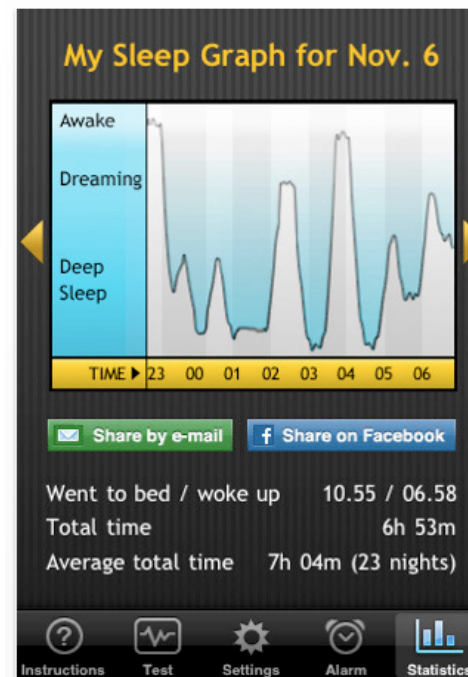 My Sleep Graph for Nov. 6
Awake
Dreaming
Deep
Sleep
TIME 23 00 01 02 03 04 05 06
Share by e-mail f Share on Facebook
Went to bed / woke up 10.55 / 06.58
Total time 6h 53m
Average total time 7h 04m (23 nights)
? 
Instructions Test Settings Alarm Statistics